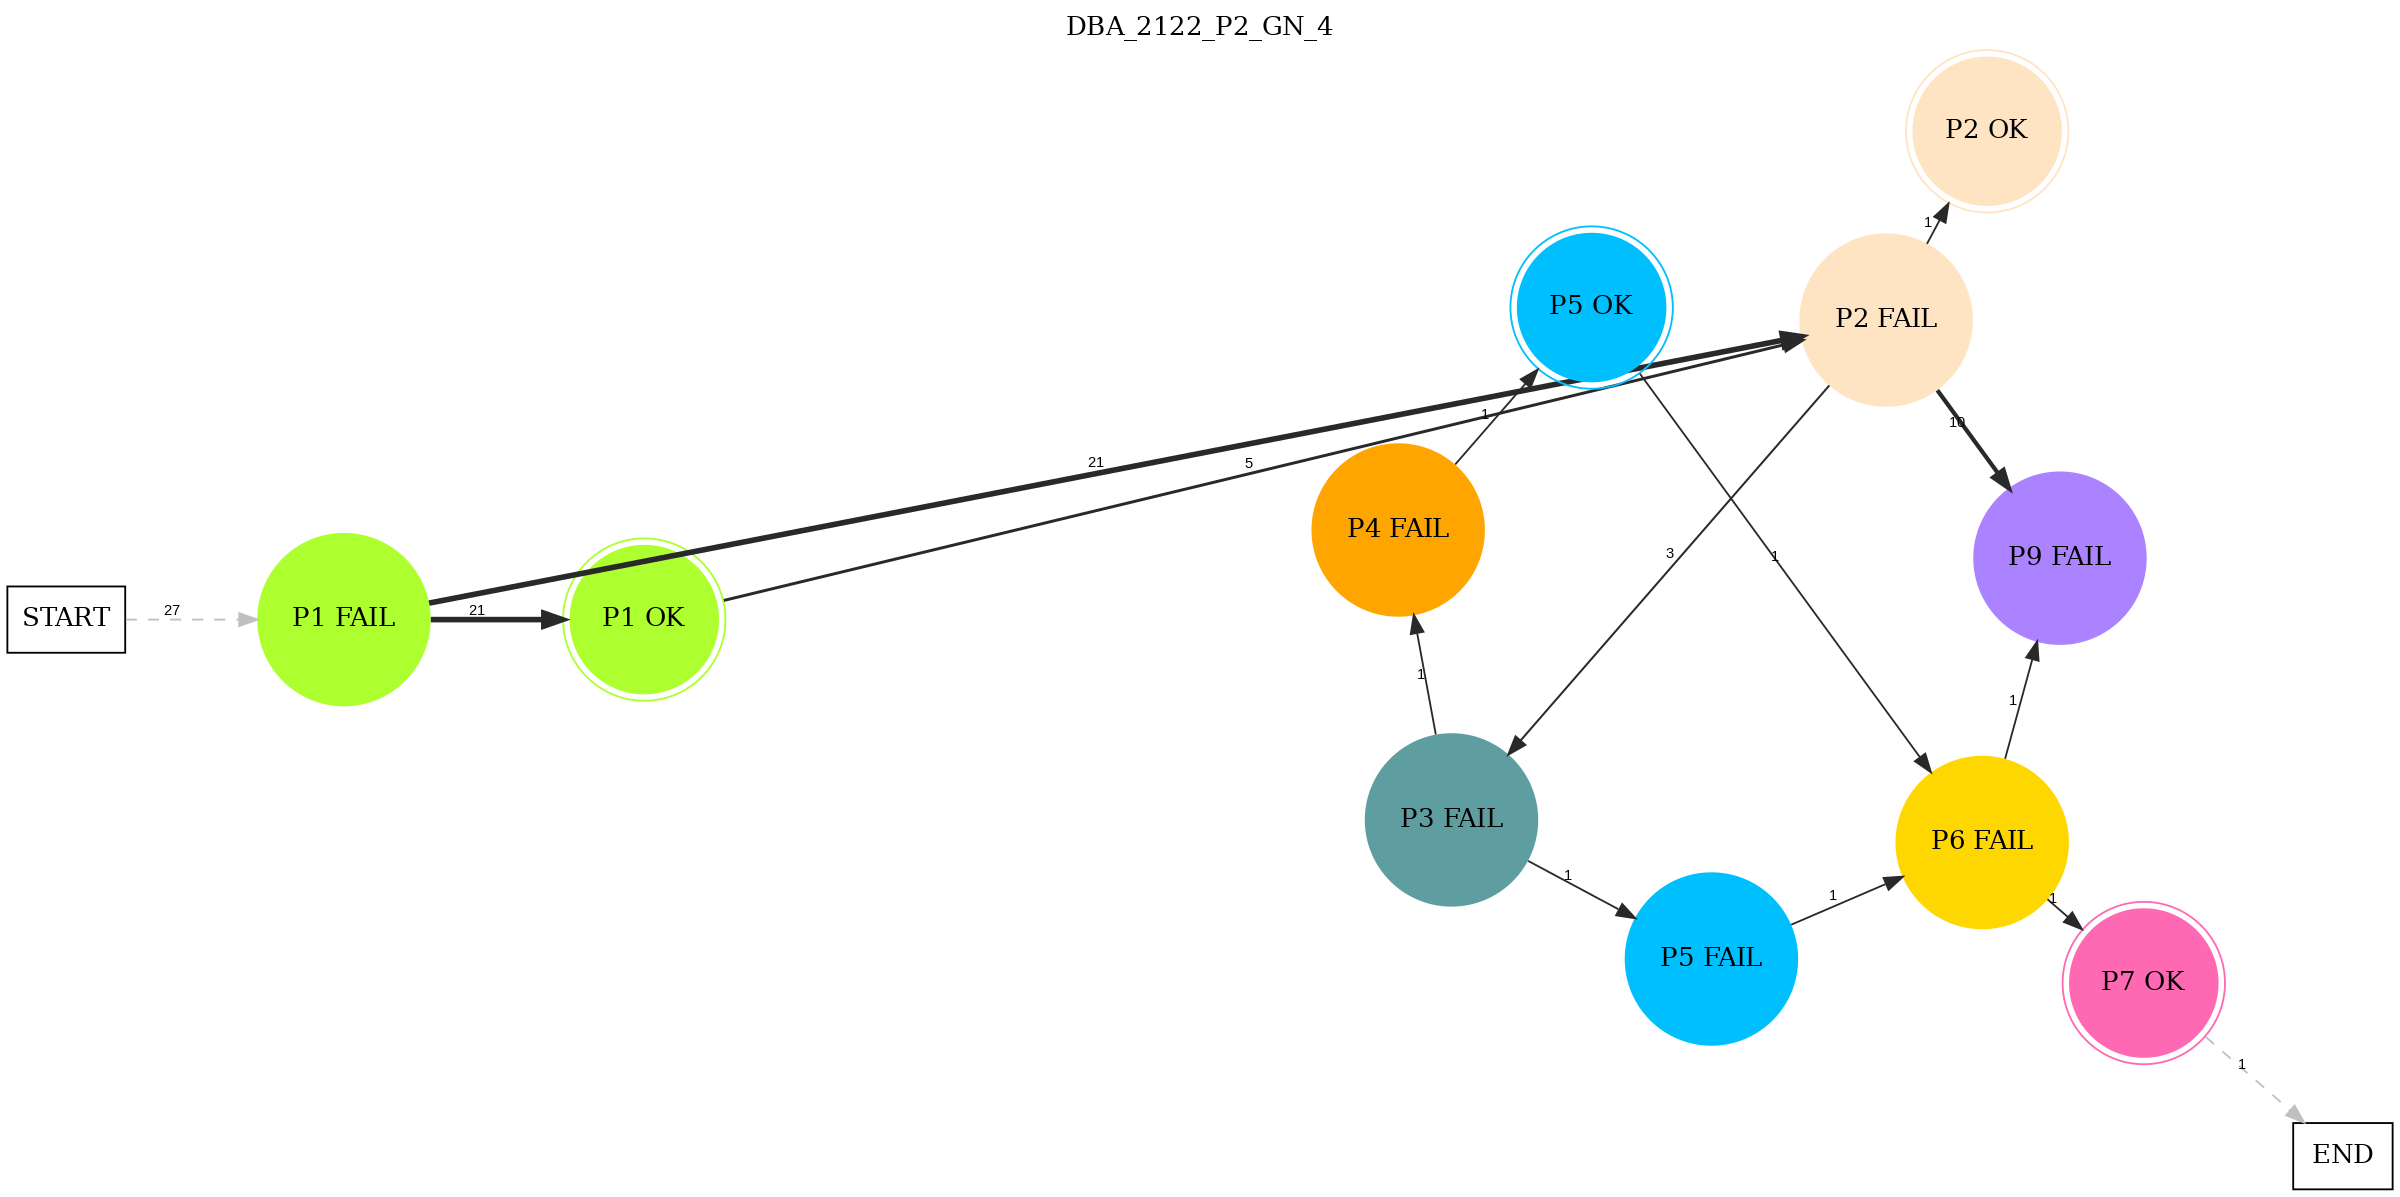 DBA_2122_P2_GN_4
P2 OK
1
P5 OK
P2 FAIL
1
10
21
5
P4 FAIL
3
1
P9 FAIL
START
27
P1 FAIL
21
P1 OK
1
1
P3 FAIL
P6 FAIL
1
1
1
P5 FAIL
P7 OK
1
END